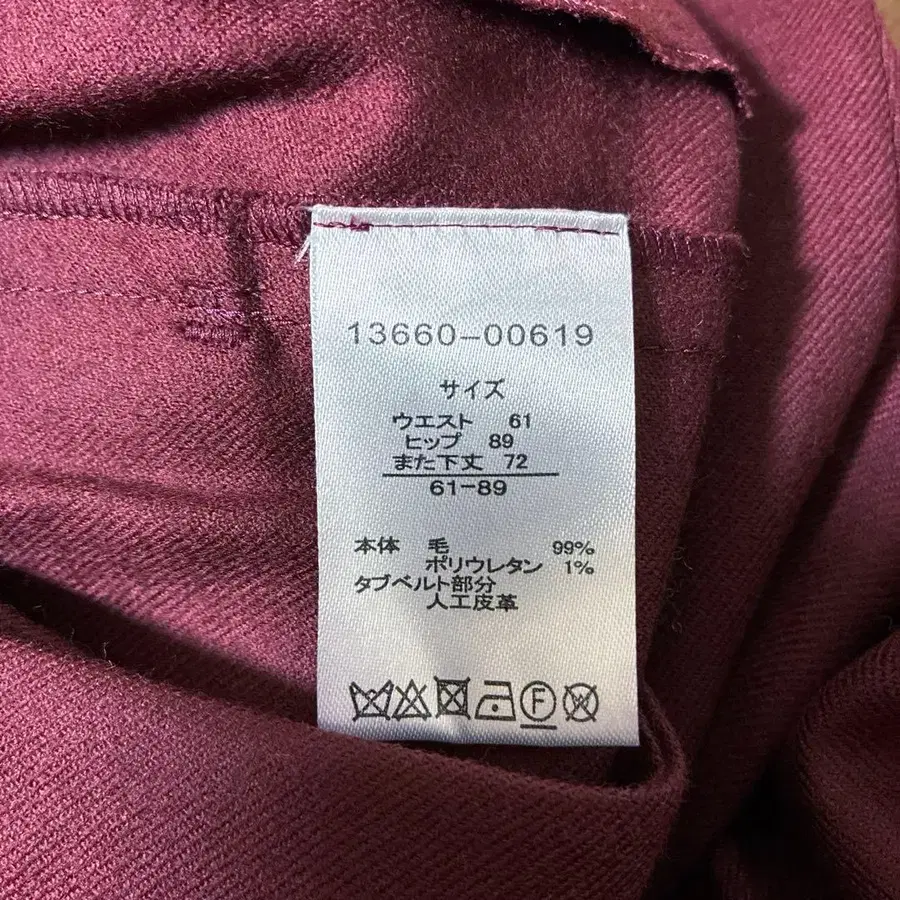 13660-00619
サイズ
ウエスト 61
ヒップ 89
また下丈 72
61-89
本体 毛 99%
ポリウレタン 1%
タブベルト部分
人工皮革
F